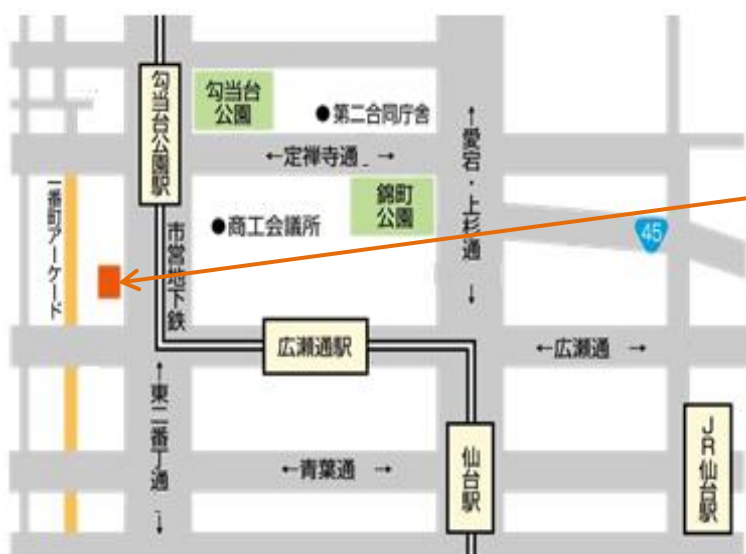 勾当台公園駅
勾当台
公園
●第二合同庁舎
←定禅寺通 →
←愛宕・上杉通 →
錦町
公園
45
一番町アーケード
●商工会議所
市営地下鉄
広瀬通駅
←広瀬通 →
←東二番丁通 →
←青葉通 →
仙台駅
JR仙台駅